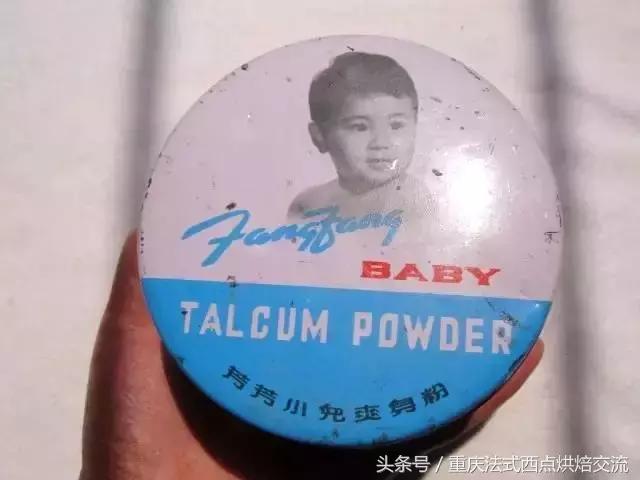 FangFang
BABY
TALCUM POWDER
芳芳小儿爽身粉
头条号/重庆法式西点烘焙交流